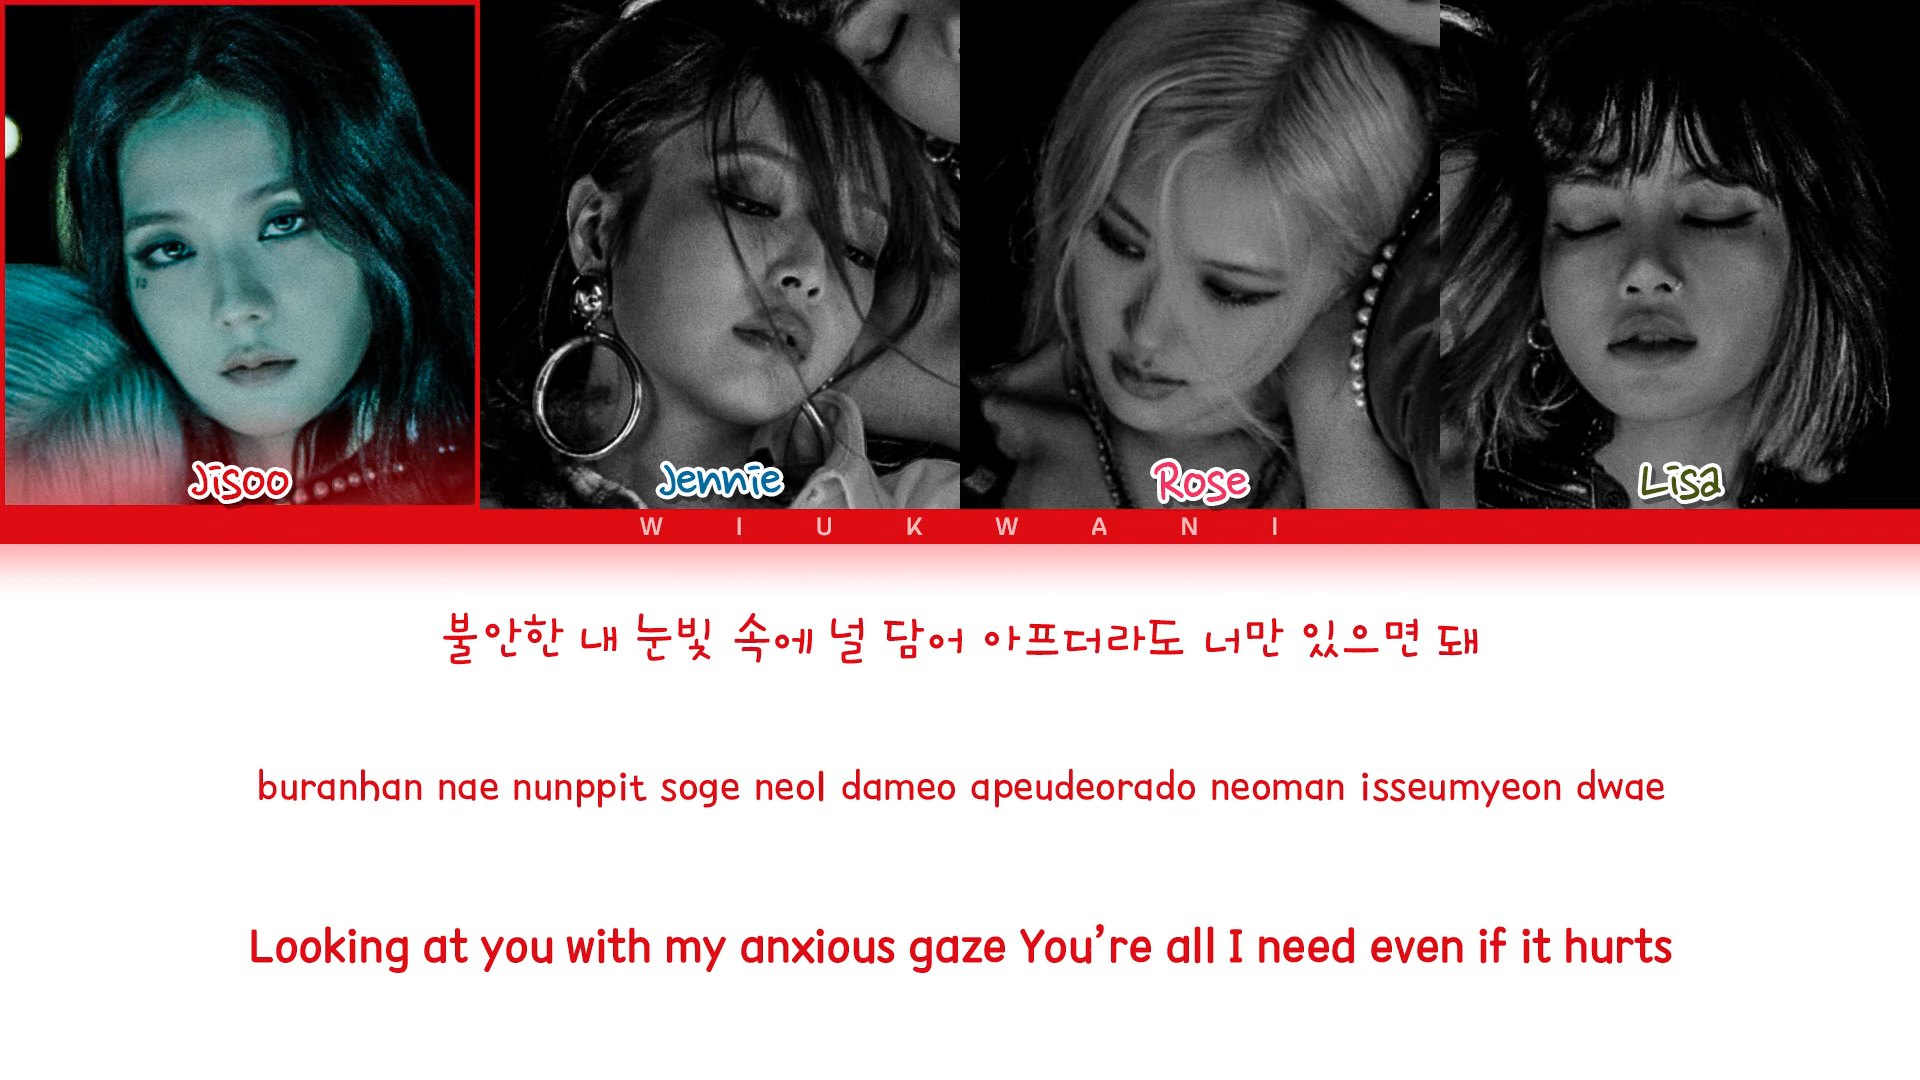 Jisoo
Jennie
Rose
Lisa
WIUKWANI
불안한 내 눈빛 속에 널 담어 아프더라도 너만 있으면 돼
buranhan nae nunppit soge neol dameo apeudeorado neoman isseumyeon dwae
Looking at you with my anxious gaze You’re all I need even if it hurts